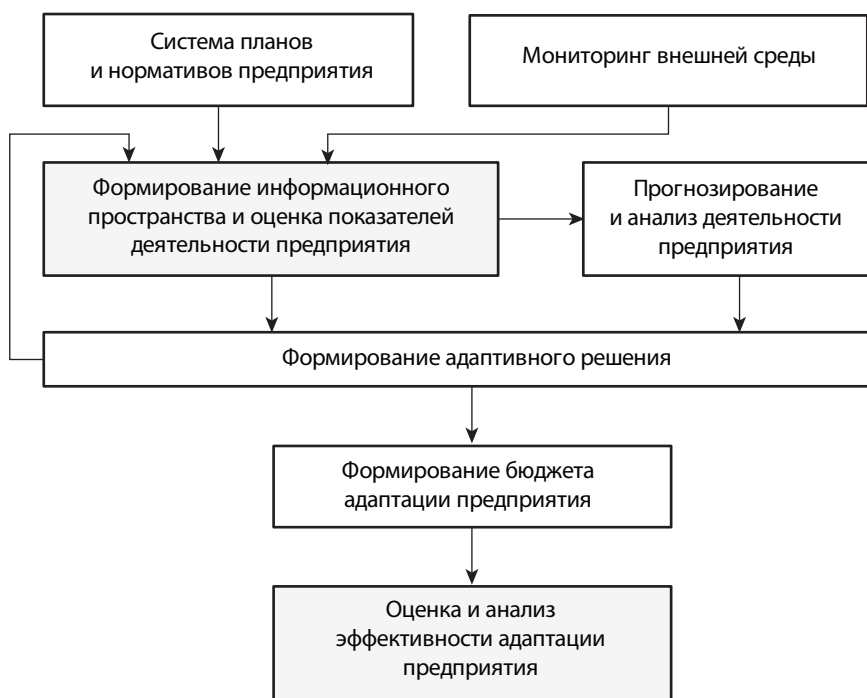 Система планов
и нормативов предприятия
Мониторинг внешней среды
Формирование информационного
пространства и оценка показателей
деятельности предприятия
Прогнозирование
и анализ деятельности
предприятия
Формирование адаптивного решения
Формирование бюджета
адаптации предприятия
Оценка и анализ
эффективности адаптации
предприятия